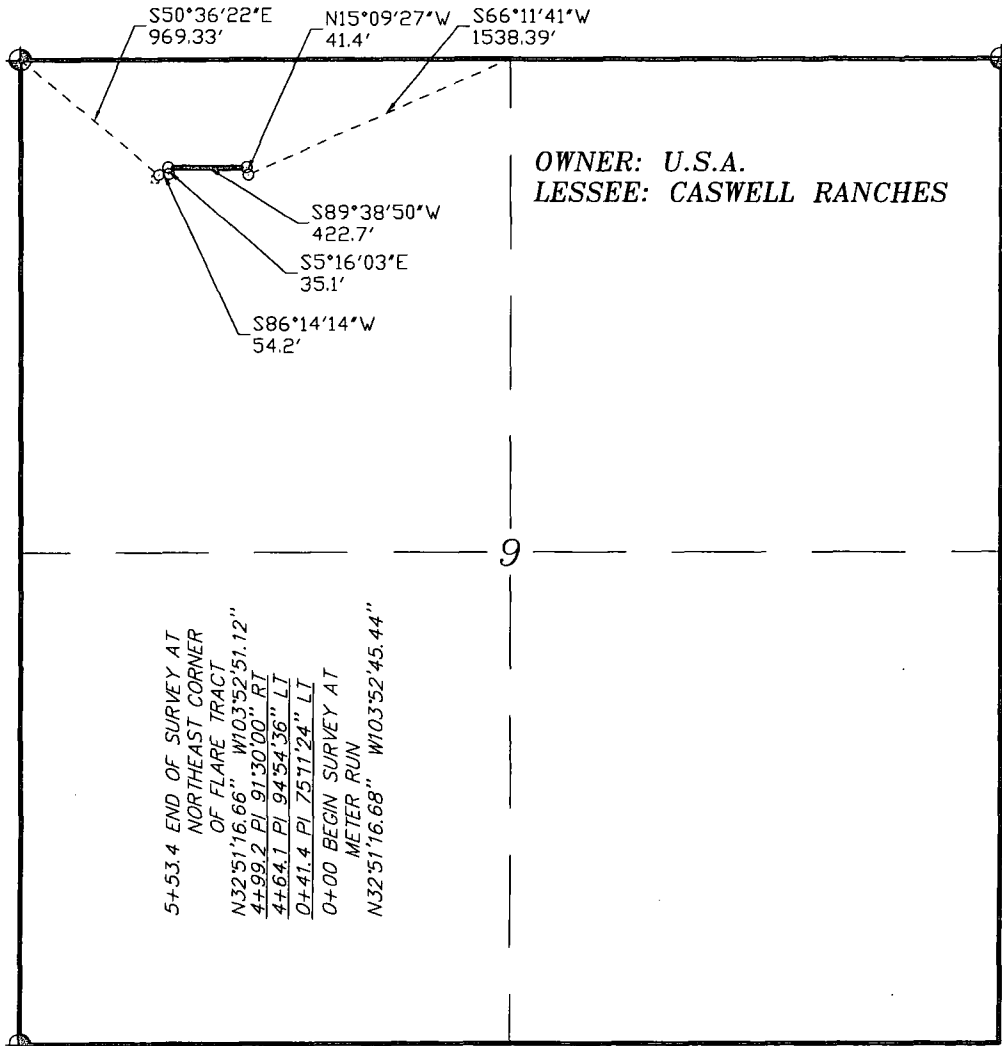 S50°36'22"E
969.33'
N15°09'27"W
41.4'
S66°11'41"W
1538.39'
OWNER: U.S.A.
LESSEE: CASWELL RANCHES
S89°38'50"W
422.7'
S5°16'03"E
35.1'
S86°14'14"W
54.2'
9
5+53.4 END OF SURVEY AT
NORTHEAST CORNER
OF FLARE TRACT
N32°51'16.66" W103°52'51.12"
4+99.2 PI 91°30'00" RT
4+64.1 PI 94°54'36" LT
0+41.4 PI 75°11'24" LT
0+00 BEGIN SURVEY AT
METER RUN
N32°51'16.68" W103°52'45.44"